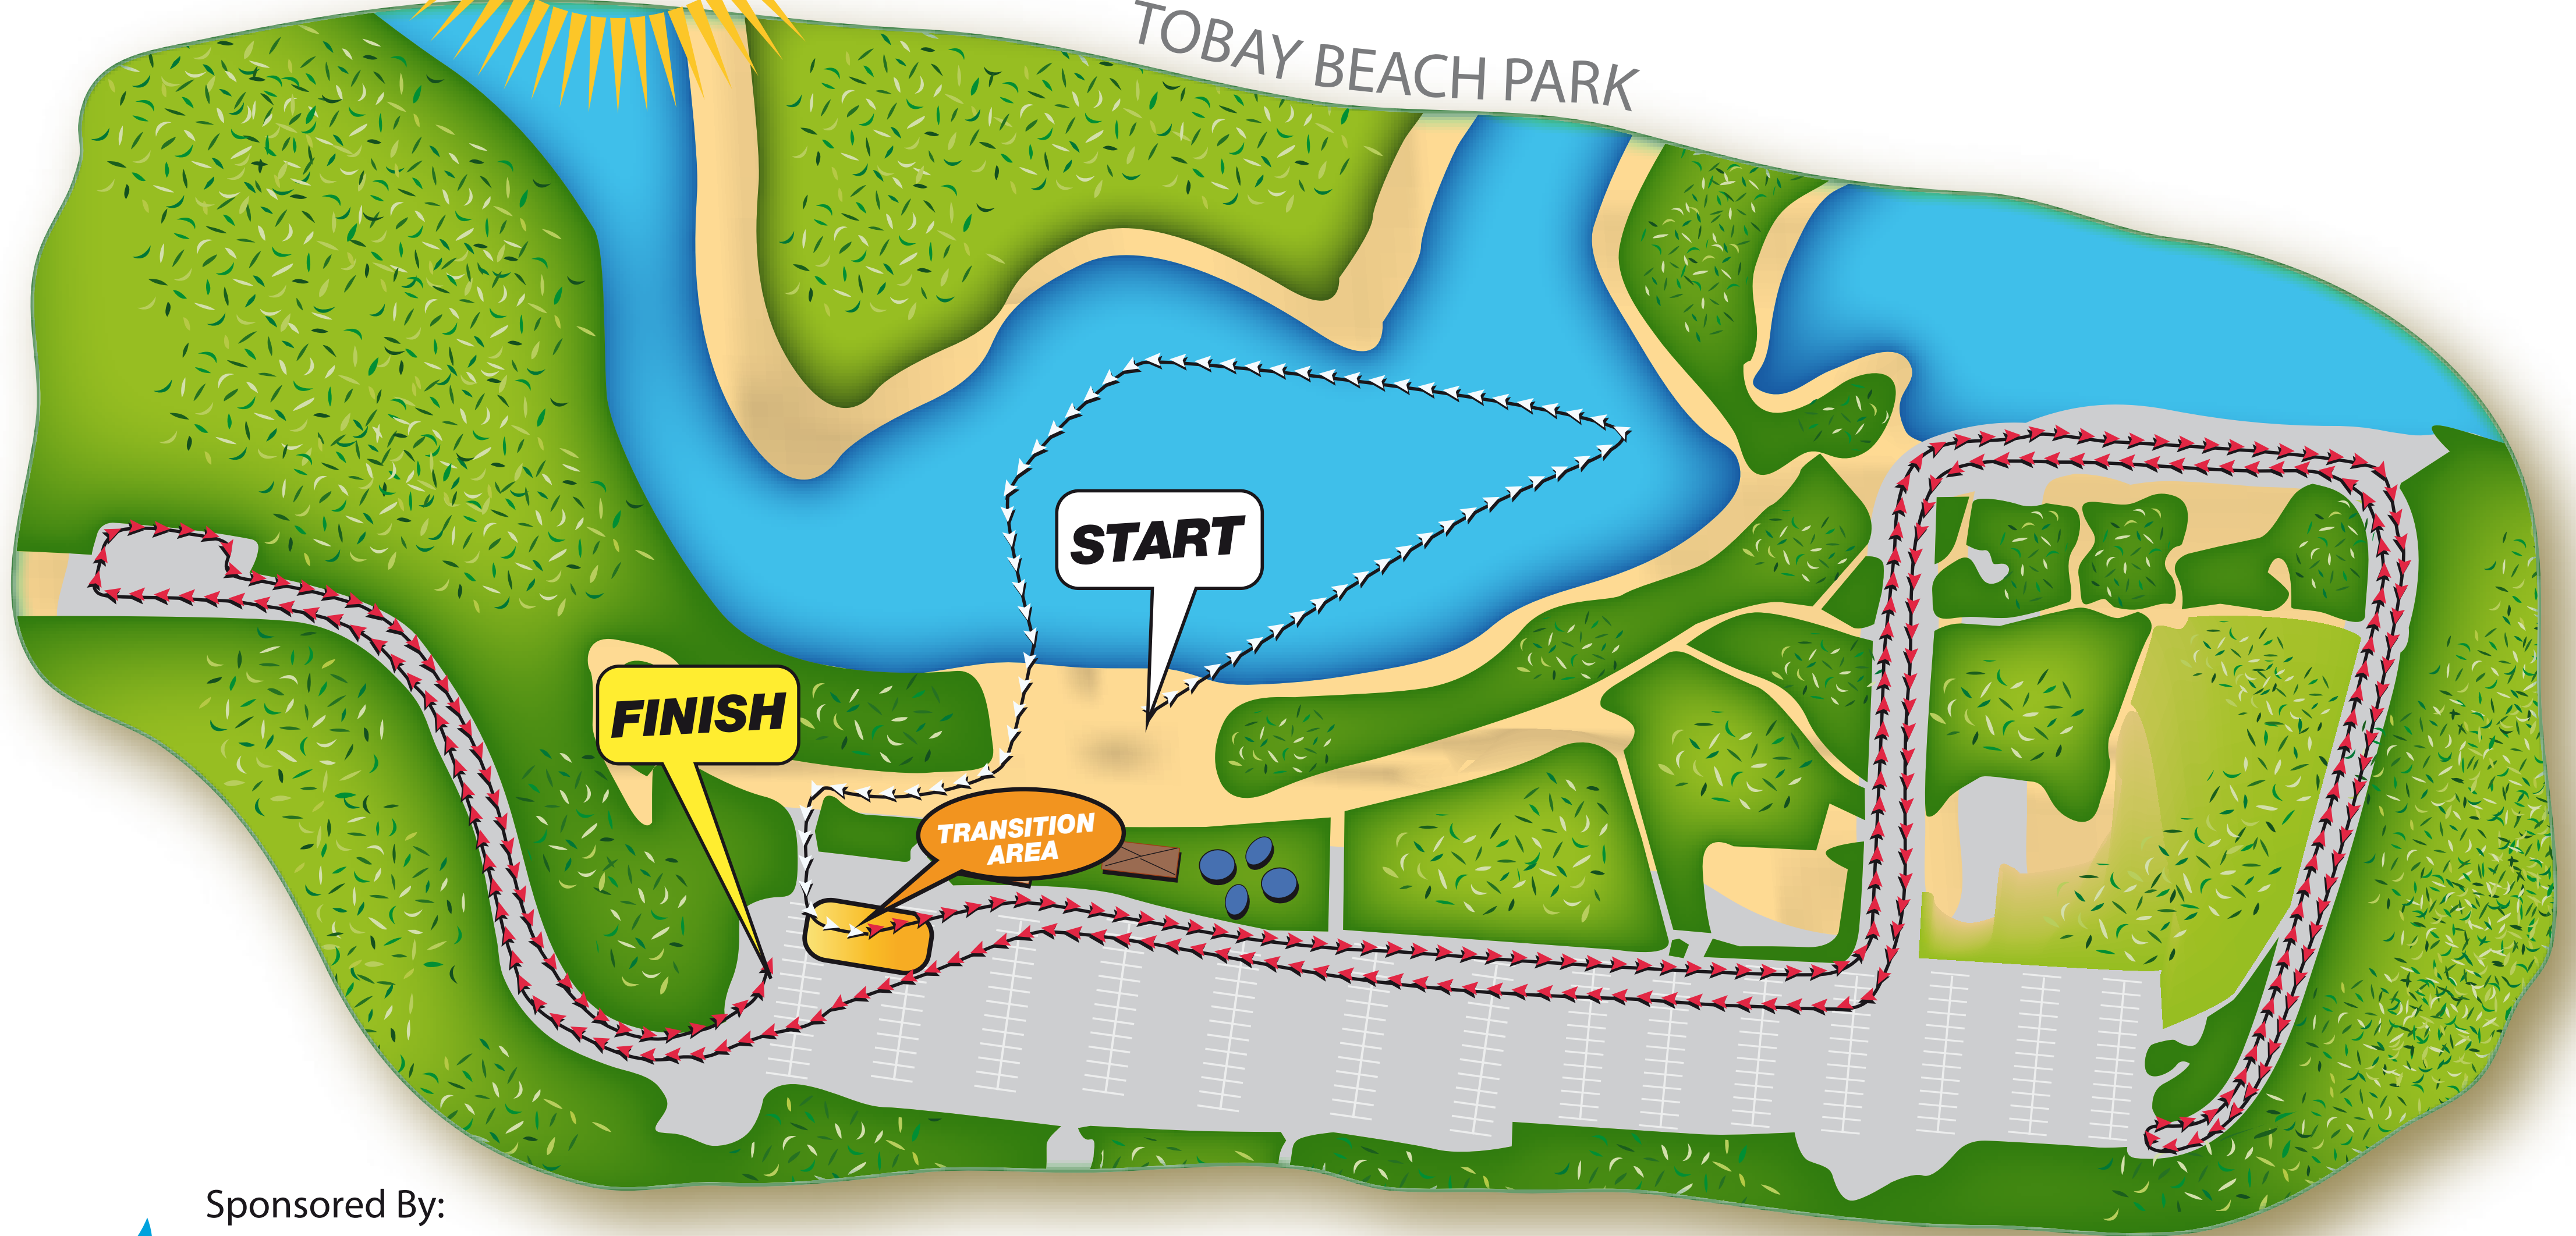 TOBAY BEACH PARK
START
FINISH
TRANSITION
AREA
Sponsored By: